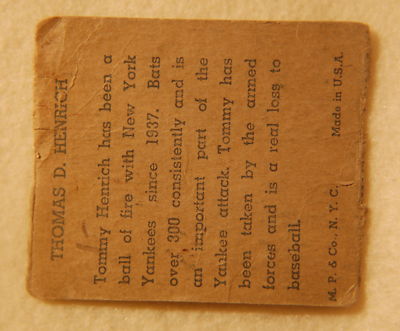 THOMAS D. HENRICH
Tommy Henrich has been a
ball of fire with New York
Yankees since 1937. Bats
over 300 consistently and is
an important part of the
Yankee attack. Tommy has
been taken by the armed
forces and is a real loss to
baseball.
M. P. & Co., N. Y. C. Made in U.S.A.